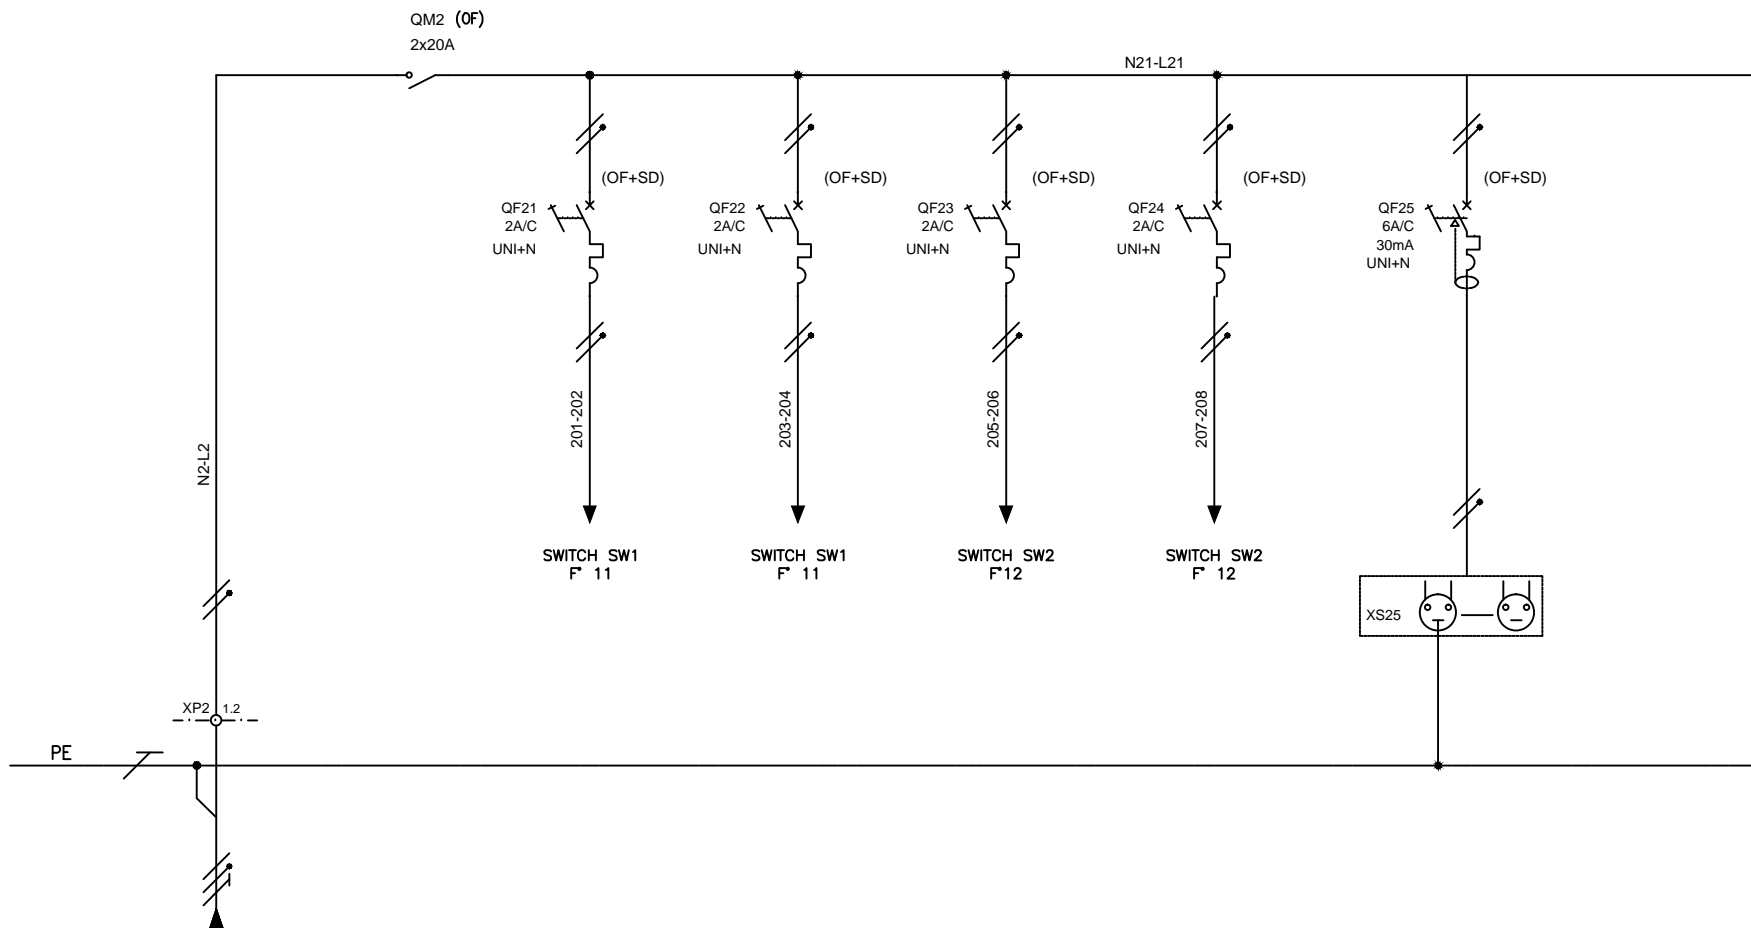 QM2 (OF)
2x20A
N21-L21
(OF+SD)
(OF+SD)
(OF+SD)
(OF+SD)
(OF+SD)
QF21
2A/C
UNI+N
QF22
2A/C
UNI+N
QF23
2A/C
UNI+N
QF24
2A/C
UNI+N
QF25
6A/C
30mA
UNI+N
N2-L2
201-202
203-204
205-206
207-208
SWITCH SW1
F° 11
SWITCH SW1
F° 11
SWITCH SW2
F°12
SWITCH SW2
F° 12
XS25
XP2 1.2
PE